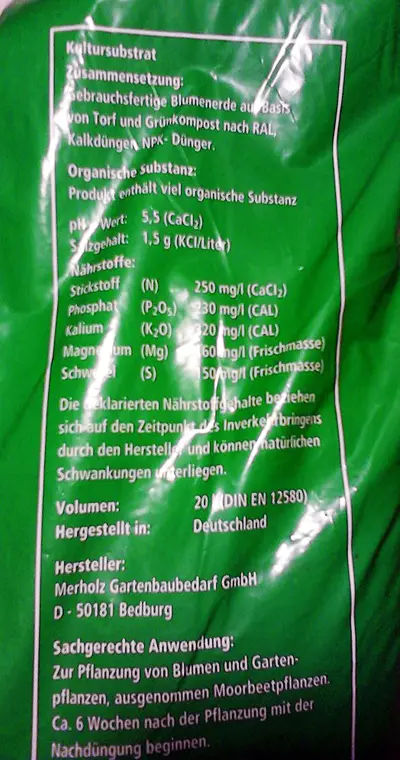 Kultursubstrat
Zusammensetzung:
Gebrauchsfertige Blumenerde auf Basis
von Torf und Grünkompost nach RAL,
Kalkdünger, NPK- Dünger.
Organische substanz:
Produkt enthält viel organische Substanz
pH - Wert: 5,5 (CaCl₂)
Salzgehalt: 1,5 g (KCl/Liter)
Nährstoffe:
Stickstoff (N) 250 mg/l (CaCl₂)
Phosphat (P₂O₅) 230 mg/l (CAL)
Kalium (K₂O) 320 mg/l (CAL)
Magnesium (Mg) 160 mg/l (Frischmasse)
Schwefel (S) 150 mg/l (Frischmasse)
Die deklarierten Nährstoffgehalte beziehen
sich auf den Zeitpunkt des Inverkehrbringens
durch den Hersteller und können natürlichen
Schwankungen unterliegen.
Volumen: 20 l (DIN EN 12580)
Hergestellt in: Deutschland
Hersteller:
Merholz Gartenbaubedarf GmbH
D - 50181 Bedburg
Sachgerechte Anwendung:
Zur Pflanzung von Blumen und Garten-
pflanzen, ausgenommen Moorbeetpflanzen.
Ca. 6 Wochen nach der Pflanzung mit der
Nachdüngung beginnen.